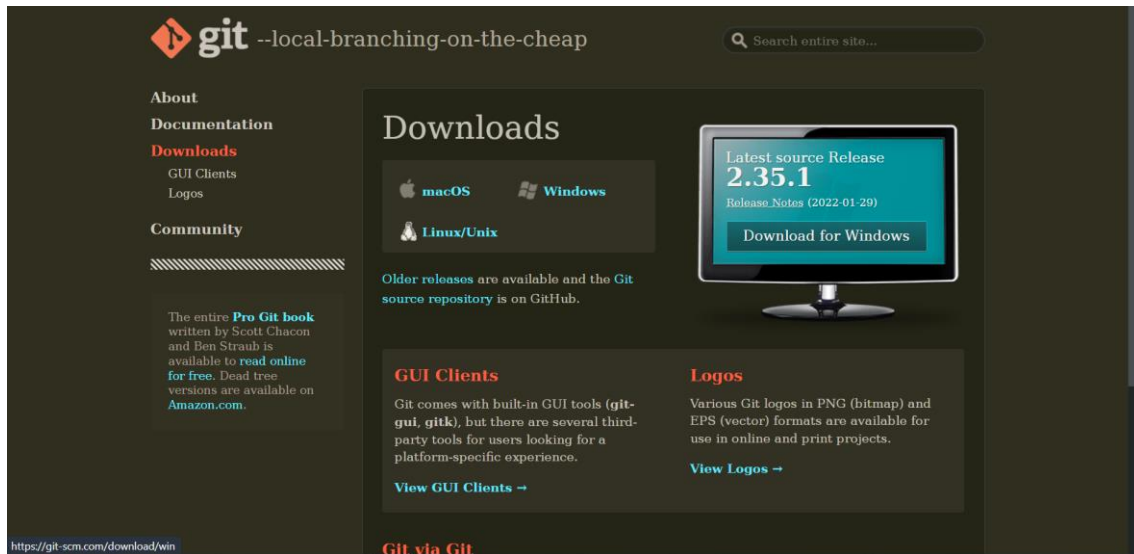 git --local-branching-on-the-cheap
Search entire site...
About
Documentation
Downloads
GUI Clients
Logos
Community
The entire Pro Git book
written by Scott Chacon
and Ben Straub is
available to read online
for free. Dead tree
versions are available on
Amazon.com.
Downloads
macOS
Windows
Linux/Unix
Older releases are available and the Git
source repository is on GitHub.
Latest source Release
2.35.1
Release Notes (2022-01-29)
Download for Windows
GUI Clients
Git comes with built-in GUI tools (git-
gui, gitk), but there are several third-
party tools for users looking for a
platform-specific experience.
View GUI Clients →
Logos
Various Git logos in PNG (bitmap) and
EPS (vector) formats are available for
use in online and print projects.
View Logos →
Git via Git
https://git-scm.com/download/win